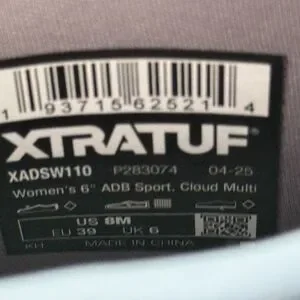 1 93715 62521 4
XTRATUF
XADSW110 P283074 04-25
Women's 6" ADB Sport, Cloud Multi
US 8M
EU 39 UK 6
KH MADE IN CHINA